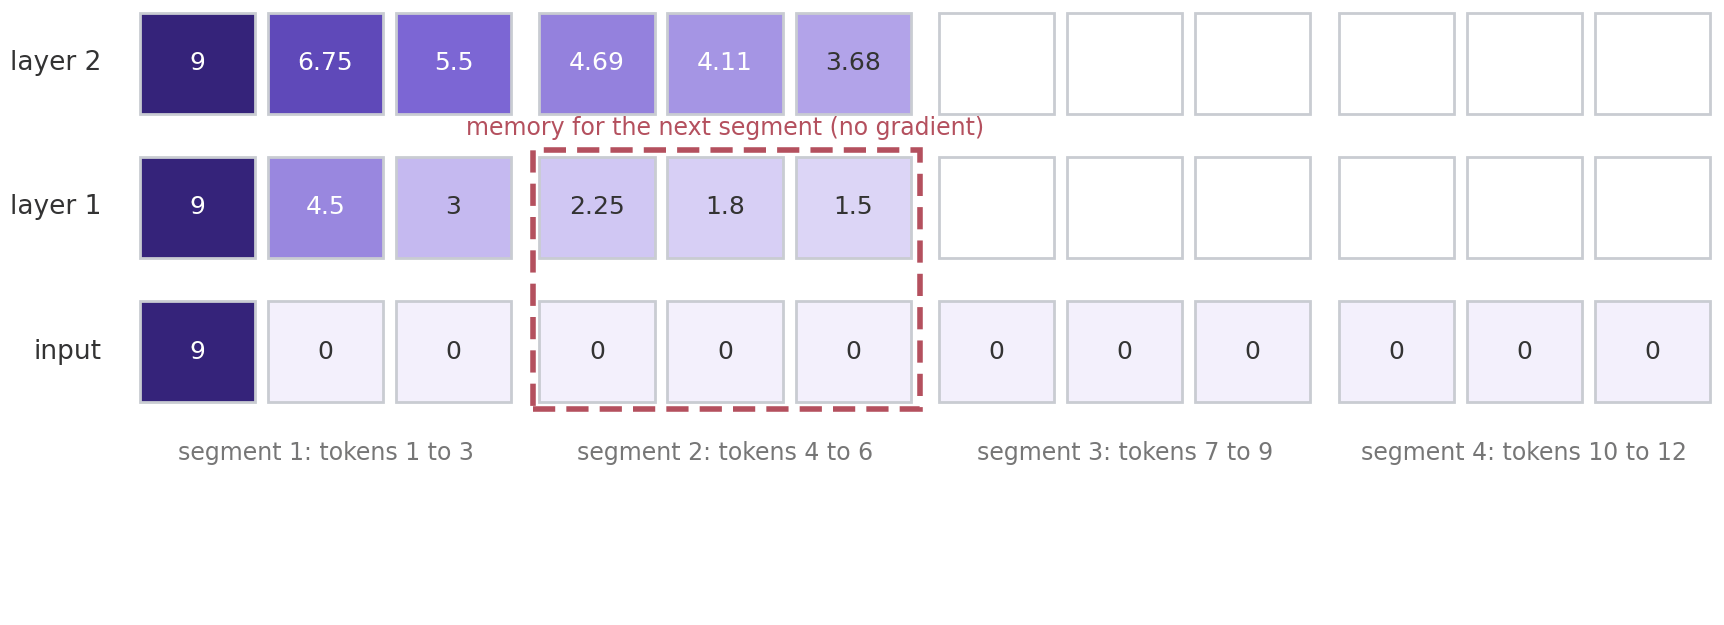 layer 2 9 6.75 5.5 4.69 4.11 3.68
memory for the next segment (no gradient)
layer 1 9 4.5 3 2.25 1.8 1.5
input 9 0 0 0 0 0 0 0 0 0 0 0
segment 1: tokens 1 to 3 segment 2: tokens 4 to 6 segment 3: tokens 7 to 9 segment 4: tokens 10 to 12